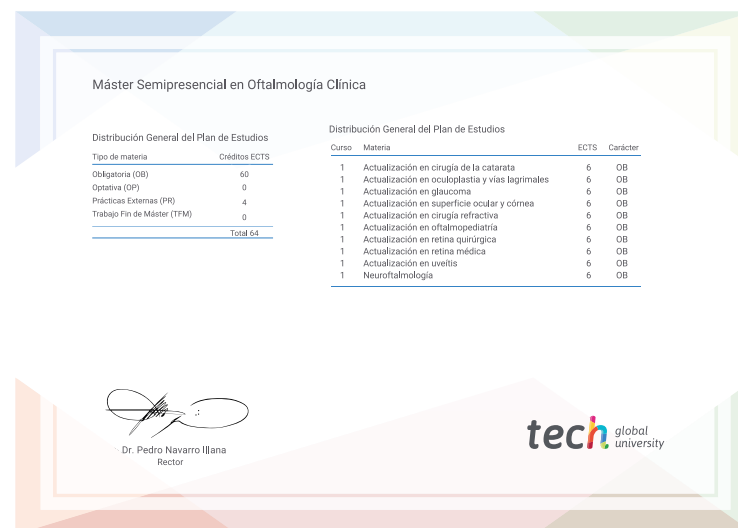 Máster Semipresencial en Oftalmología Clínica
Distribución General del Plan de Estudios
Tipo de materia Créditos ECTS
Obligatoria (OB) 60
Optativa (OP) 0
Prácticas Externas (PR) 4
Trabajo Fin de Máster (TFM) 0
Total 64
Distribución General del Plan de Estudios
Curso Materia ECTS Carácter
1 Actualización en cirugía de la catarata 6 OB
1 Actualización en oculoplastia y vías lagrimales 6 OB
1 Actualización en glaucoma 6 OB
1 Actualización en superficie ocular y córnea 6 OB
1 Actualización en cirugía refractiva 6 OB
1 Actualización en oftalmopediatría 6 OB
1 Actualización en retina quirúrgica 6 OB
1 Actualización en retina médica 6 OB
1 Actualización en uveítis 6 OB
1 Neuroftalmología 6 OB
Dr. Pedro Navarro Illana
Rector
tech global
university